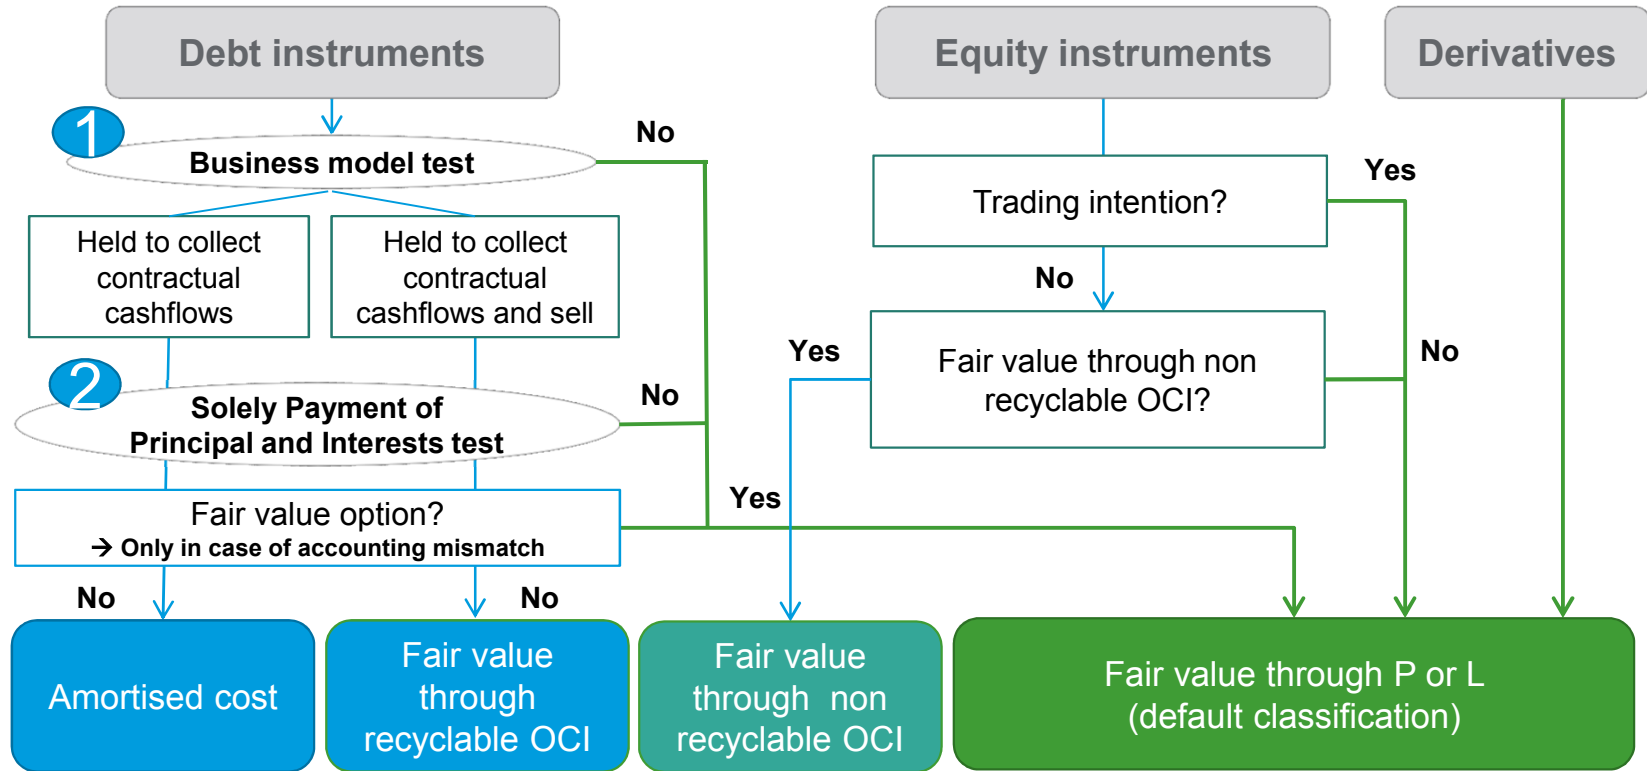 Debt instruments
Equity instruments
Derivatives
1
Business model test
No
Held to collect
contractual
cashflows
Held to collect
contractual
cashflows and sell
Trading intention?
Yes
No
2
Solely Payment of
Principal and Interests test
No
Yes
Fair value through non
recyclable OCI?
No
Fair value option?
→ Only in case of accounting mismatch
Yes
No
No
Amortised cost
Fair value
through
recyclable OCI
Fair value
through non
recyclable OCI
Fair value through P or L
(default classification)